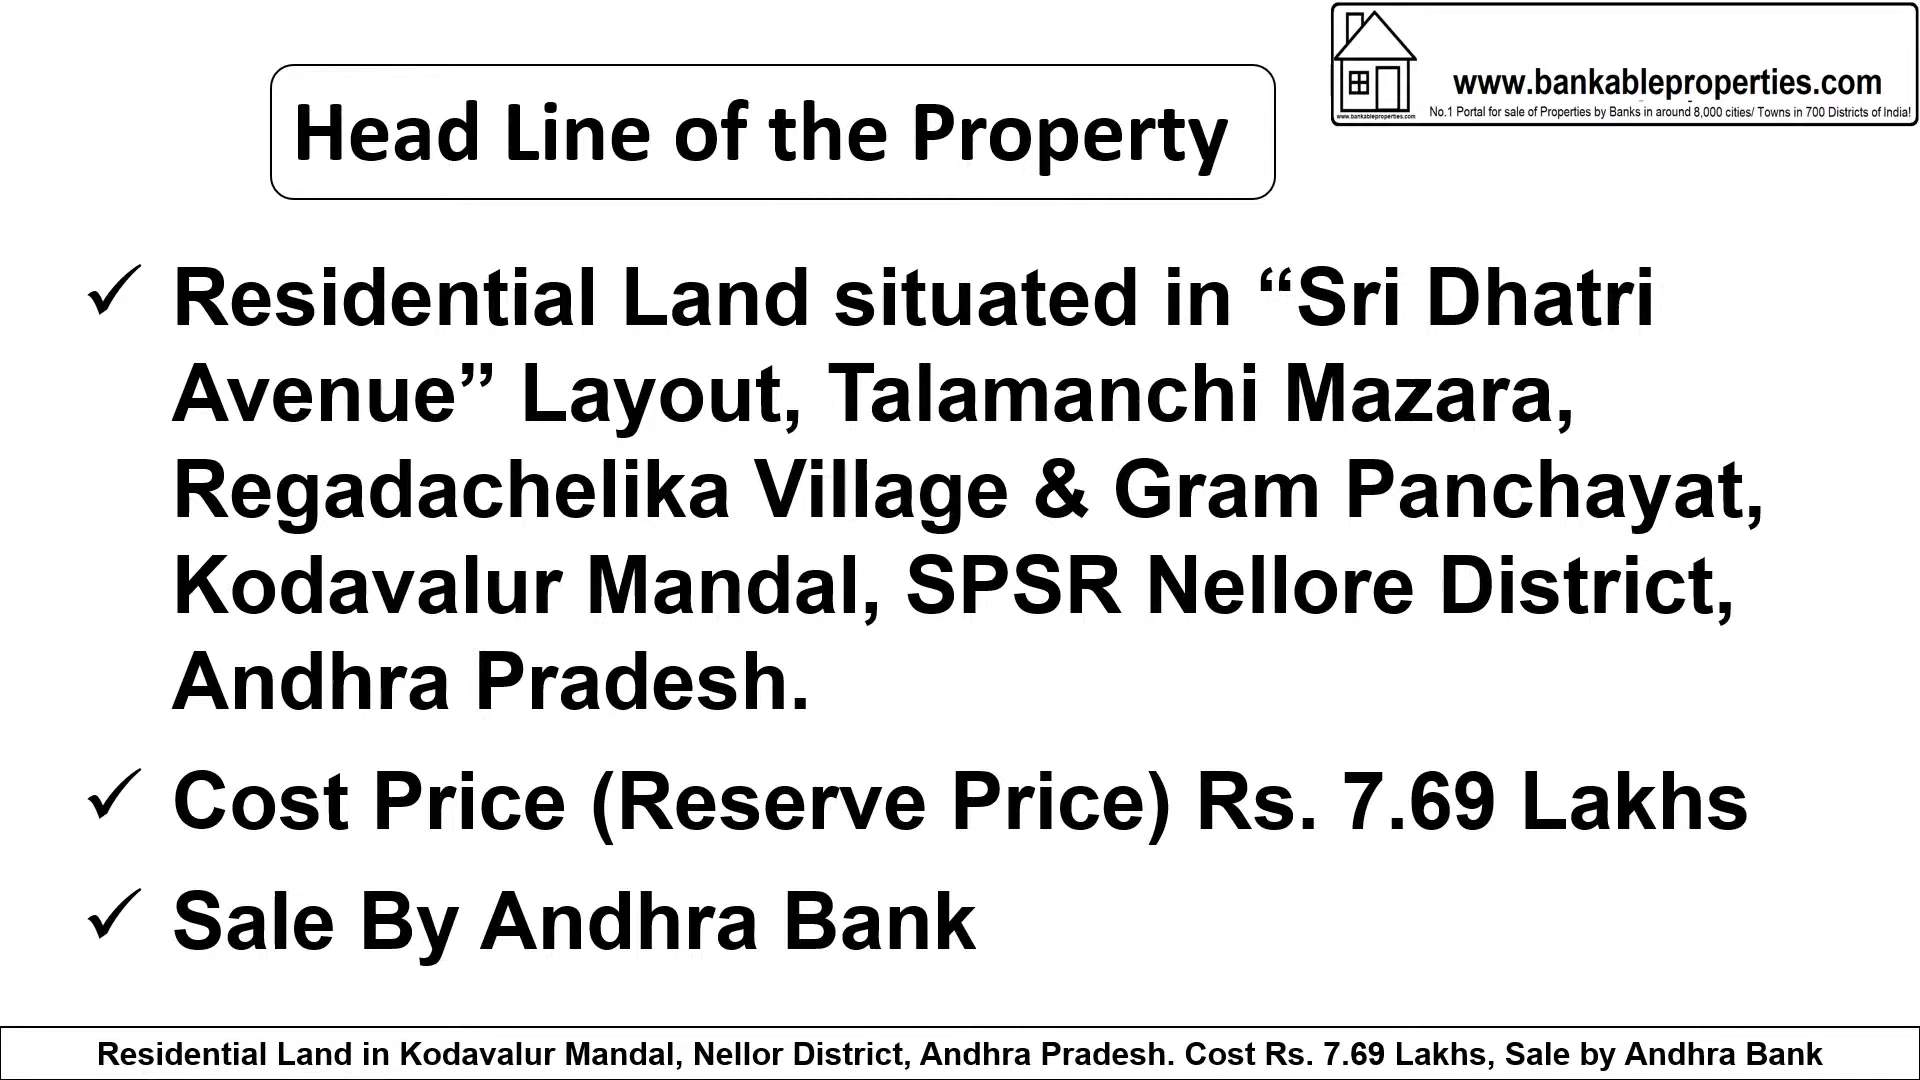 www.bankableproperties.com
No.1 Portal for sale of Properties by Banks in around 8,000 cities/ Towns in 700 Districts of India!
www.bankableproperties.com
Head Line of the Property
✓ Residential Land situated in “Sri Dhatri
Avenue” Layout, Talamanchi Mazara,
Regadachelika Village & Gram Panchayat,
Kodavalur Mandal, SPSR Nellore District,
Andhra Pradesh.
✓ Cost Price (Reserve Price) Rs. 7.69 Lakhs
✓ Sale By Andhra Bank
Residential Land in Kodavalur Mandal, Nellor District, Andhra Pradesh. Cost Rs. 7.69 Lakhs, Sale by Andhra Bank